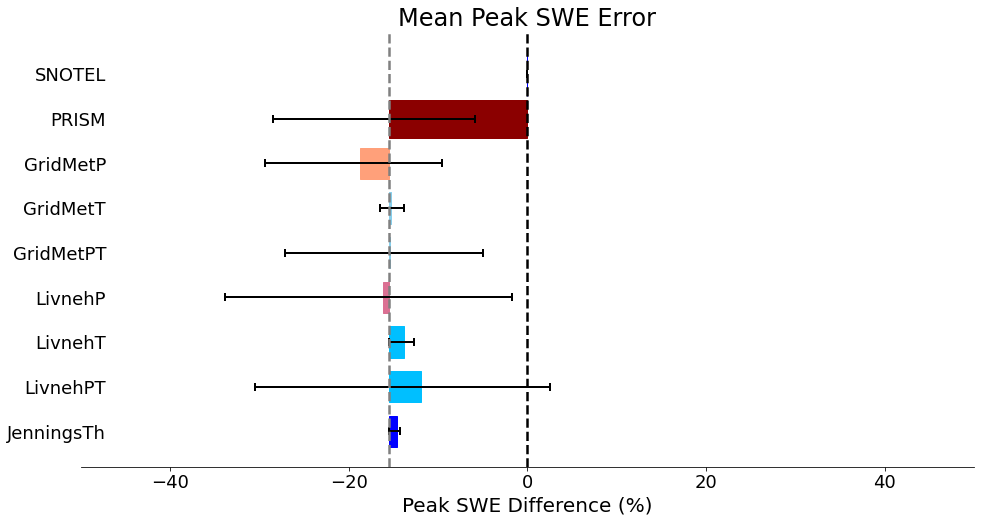 Mean Peak SWE Error
SNOTEL
PRISM
GridMetP
GridMetT
GridMetPT
LivnehP
LivnehT
LivnehPT
JenningsTh
−40 −20 0 20 40
Peak SWE Difference (%)